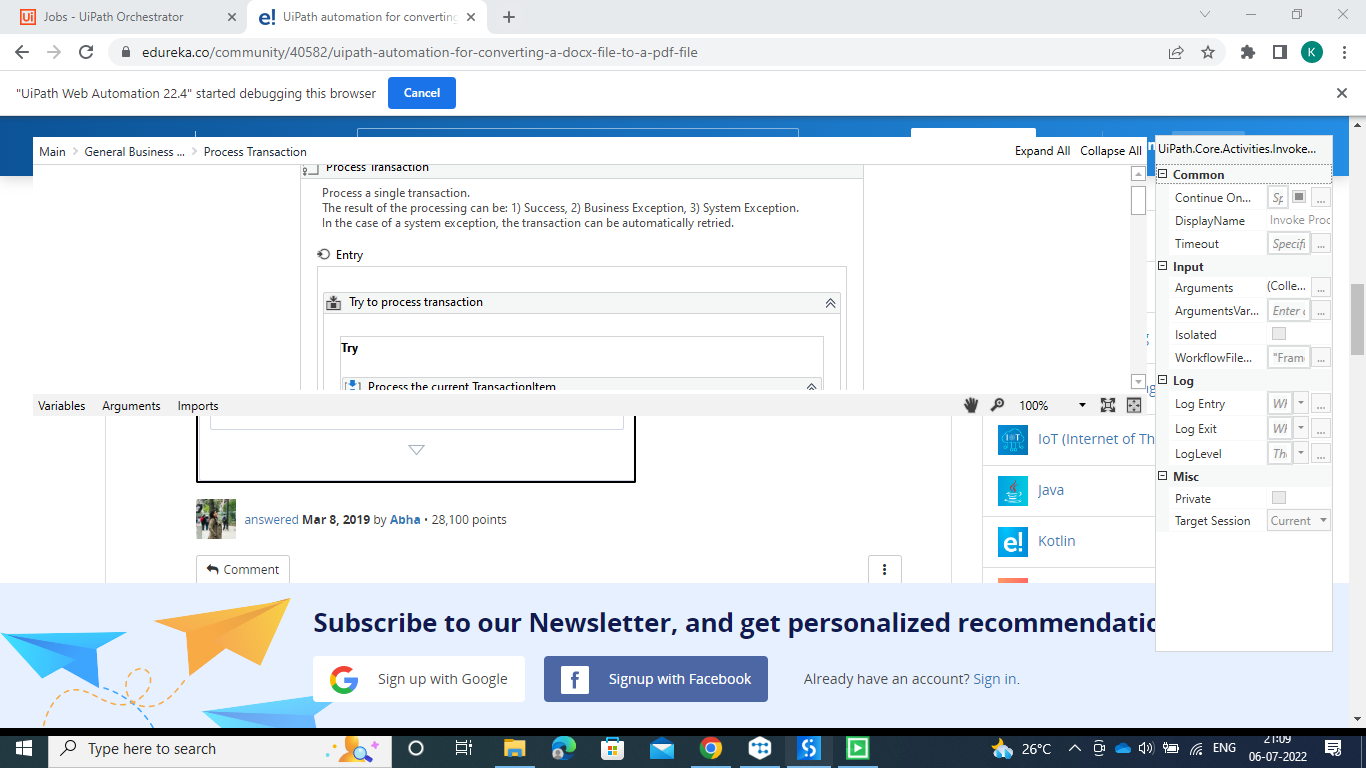 Jobs - UiPath Orchestrator
UiPath automation for converting
edureka.co/community/40582/uipath-automation-for-converting-a-docx-file-to-a-pdf-file
K
"UiPath Web Automation 22.4" started debugging this browser
Cancel
Main
General Business ...
Process Transaction
Expand All
Collapse All
Process Transaction
Process a single transaction.
The result of the processing can be: 1) Success, 2) Business Exception, 3) System Exception.
In the case of a system exception, the transaction can be automatically retried.
Entry
Try to process transaction
Try
Process the current TransactionItem
Variables
Arguments
Imports
100%
UiPath.Core.Activities.Invoke...
Common
Continue On...
DisplayName
Invoke Proc
Timeout
Specifi
Input
Arguments
(Colle...
ArgumentsVar...
Enter
Isolated
WorkflowFile...
"Fram
Log
Log Entry
Log Exit
LogLevel
Misc
Private
Target Session
Current
IoT (Internet of Th
Java
Kotlin
answered Mar 8, 2019 by Abha • 28,100 points
Comment
Subscribe to our Newsletter, and get personalized recommendatio
Sign up with Google
Signup with Facebook
Already have an account? Sign in.
Type here to search
26°C
ENG
21:09
06-07-2022